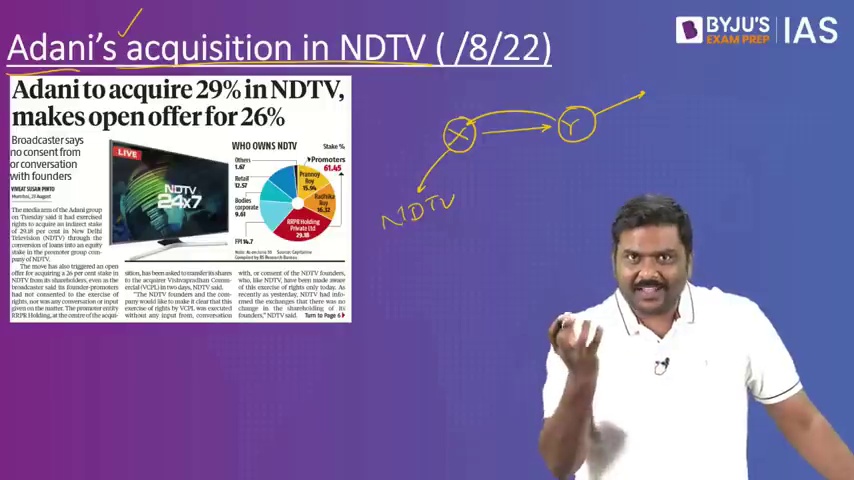 BYJU'S
EXAM PREP
IAS
Adani's acquisition in NDTV ( /8/22)
Adani to acquire 29% in NDTV,
makes open offer for 26%
Broadcaster says
no consent from
or conversation
with founders
VIVEAT SUSAN PINTO
Mumbai, 23 August
The media arm of the Adani group
on Tuesday said it had exercised
rights to acquire an indirect stake
of 29.18 per cent in New Delhi
Television (NDTV) through the
conversion of loans into an equity
stake in the promoter group com-
pany of NDTV.
The move has also triggered an open
offer for acquiring a 26 per cent stake in
NDTV from its shareholders, even as the
broadcaster said its founder-promoters
had not consented to the exercise of
rights, nor was any conversation or input
given on the matter. The promoter entity
RRPR Holding, at the centre of the acqui-
LIVE
NDTV
24x7
WHO OWNS NDTV
Stake %
Others
1.67
Retail
12.57
Bodies
corporate
9.61
FPI 14.7
Promoters
61.45
Prannoy
Roy
15.94
Radhika
Roy
16.32
RRPR Holding
Private Ltd
29.18
Note: As on June 30
Source: Capitaline
Compiled by BS Research Bureau
sition, has been asked to transfer its shares
to the acquirer Vishvapradhan Comm-
ercial (VCPL) in two days, NDTV said.
"The NDTV founders and the comp-
any would like to make it clear that this
exercise of rights by VCPL was executed
without any input from, conversation
with, or consent of the NDTV founders,
who, like NDTV, have been made aware
of this exercise of rights only today. As
recently as yesterday, NDTV had info-
rmed the exchanges that there was no
change in the shareholding of its
founders," NDTV said.
Turn to Page 6
X
Y
NDTV